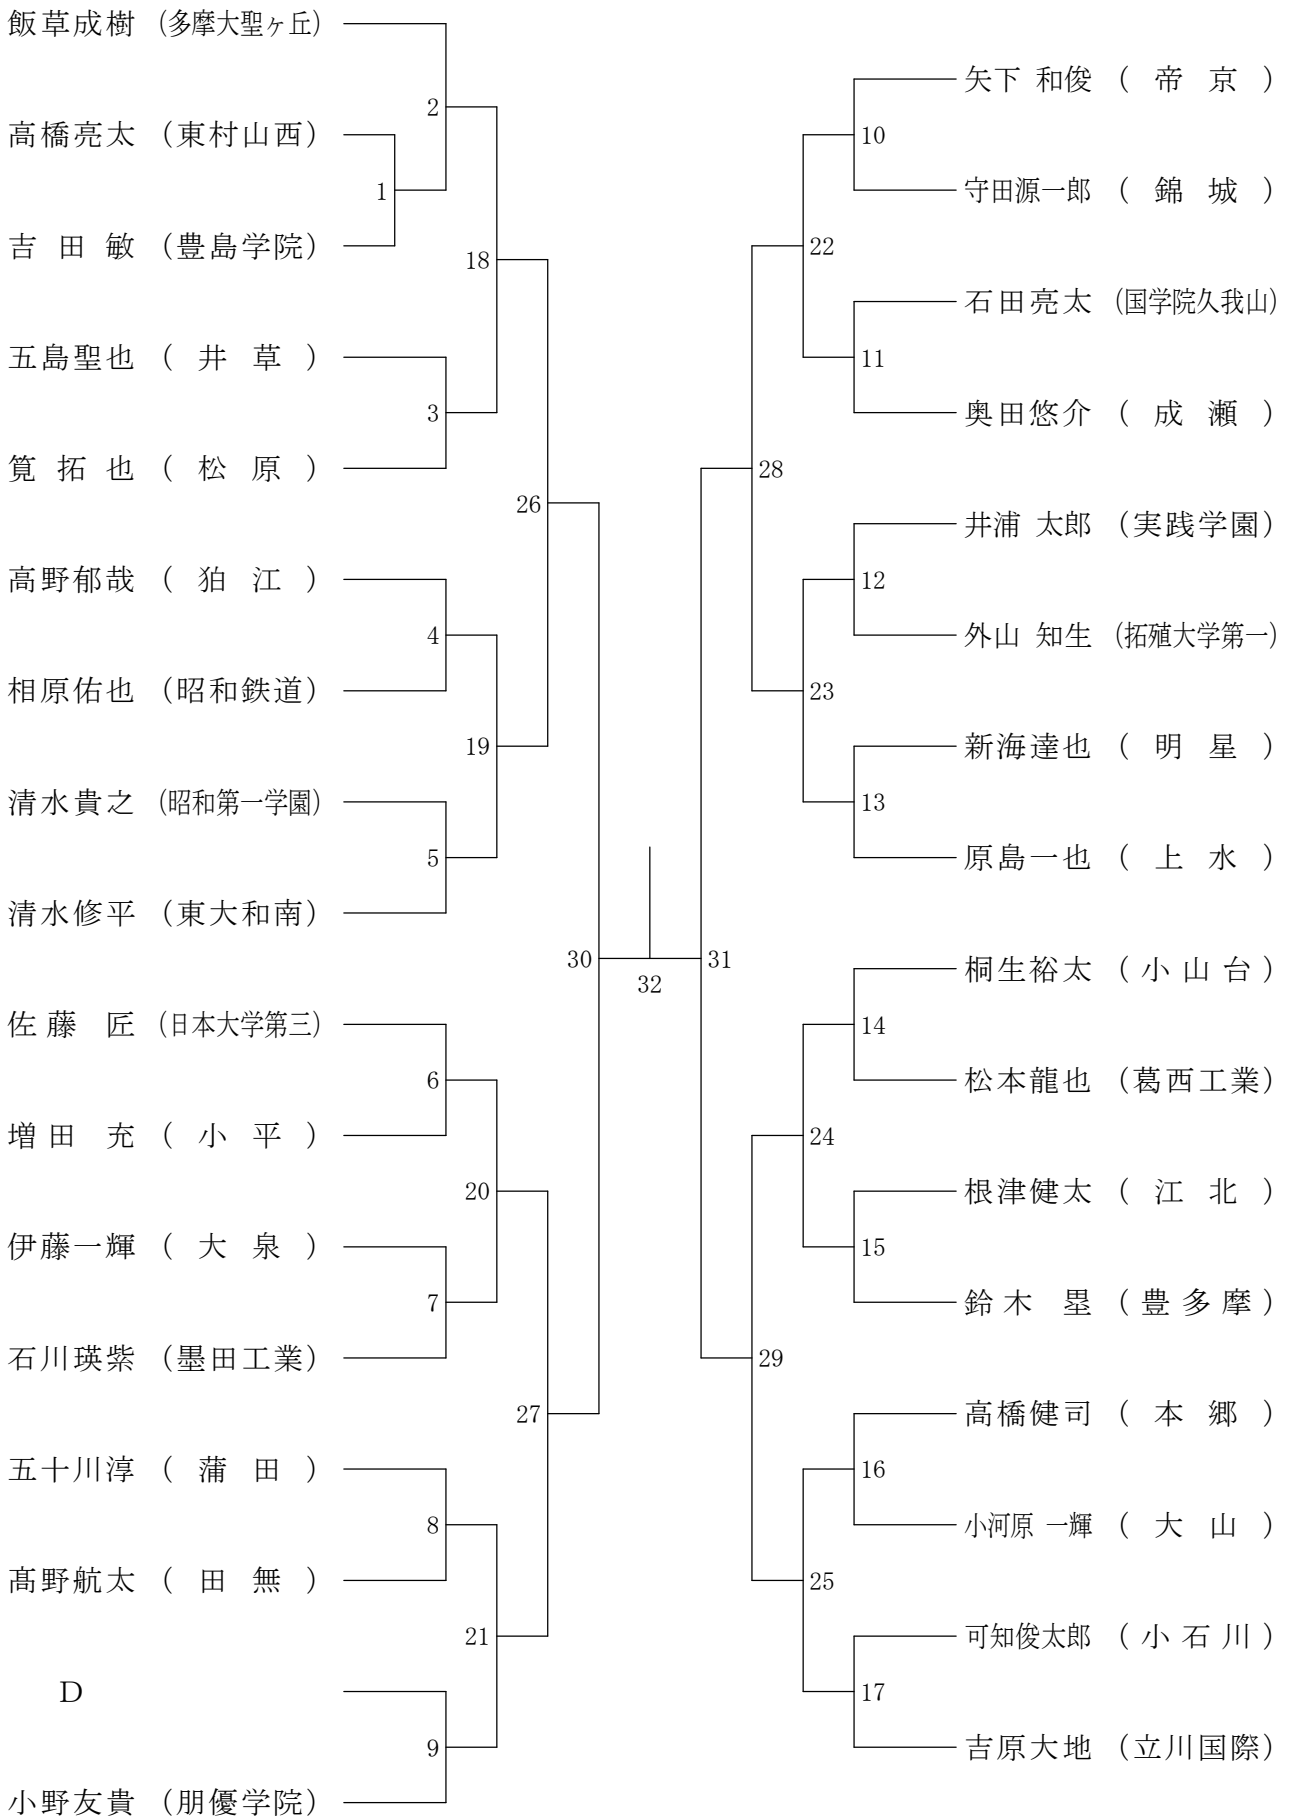 飯草成樹 (多摩大聖ヶ丘)
2
高橋亮太 (東村山西)
1
吉田敏 (豊島学院)
18
五島聖也 (井草)
3
筧拓也 (松原)
26
高野郁哉 (狛江)
4
相原佑也 (昭和鉄道)
19
清水貴之 (昭和第一学園)
5
清水修平 (東大和南)
30
32
佐藤匠 (日本大学第三)
6
増田充 (小平)
20
伊藤一輝 (大泉)
7
石川瑛紫 (墨田工業)
27
五十川淳 (蒲田)
8
髙野航太 (田無)
21
D
9
小野友貴 (朋優学院)
矢下 和俊 (帝京)
10
守田源一郎 (錦城)
22
石田亮太 (国学院久我山)
11
奥田悠介 (成瀬)
28
井浦 太郎 (実践学園)
12
外山 知生 (拓殖大学第一)
23
新海達也 (明星)
13
原島一也 (上水)
31
桐生裕太 (小山台)
14
松本龍也 (葛西工業)
24
根津健太 (江北)
15
鈴木塁 (豊多摩)
29
高橋健司 (本郷)
16
小河原 一輝 (大山)
25
可知俊太郎 (小石川)
17
吉原大地 (立川国際)